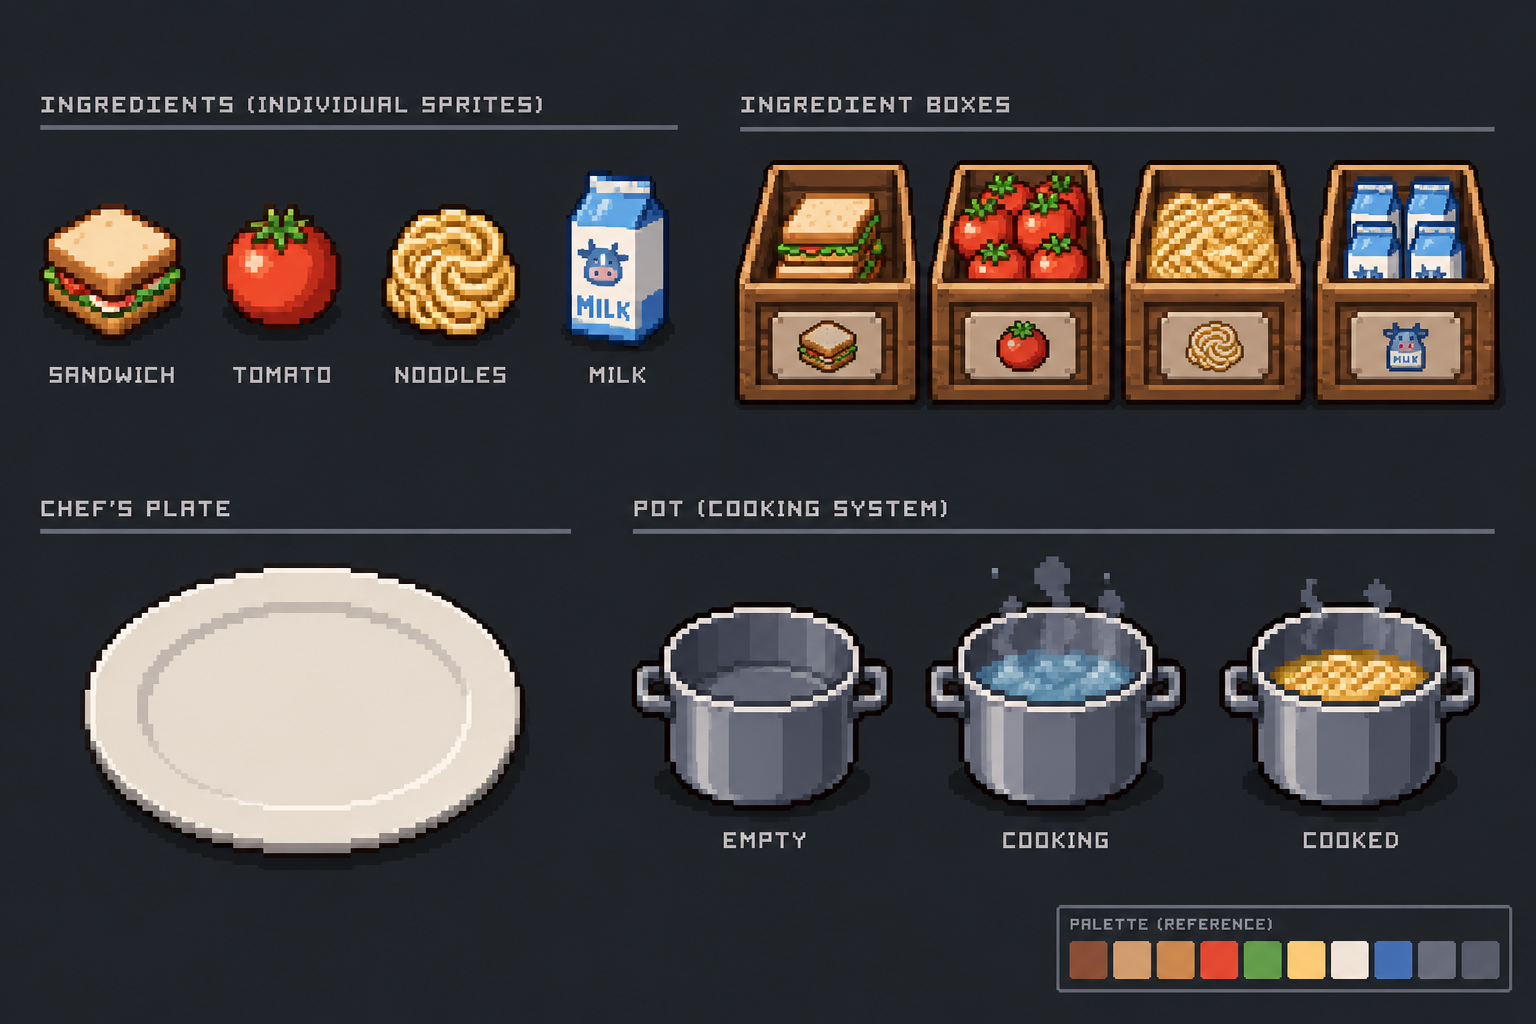 INGREDIENTS (INDIVIDUAL SPRITES)
INGREDIENT BOXES
MILK
MILK
SANDWICH
TOMATO
NOODLES
MILK
CHEF'S PLATE
POT (COOKING SYSTEM)
EMPTY
COOKING
COOKED
PALETTE (REFERENCE)